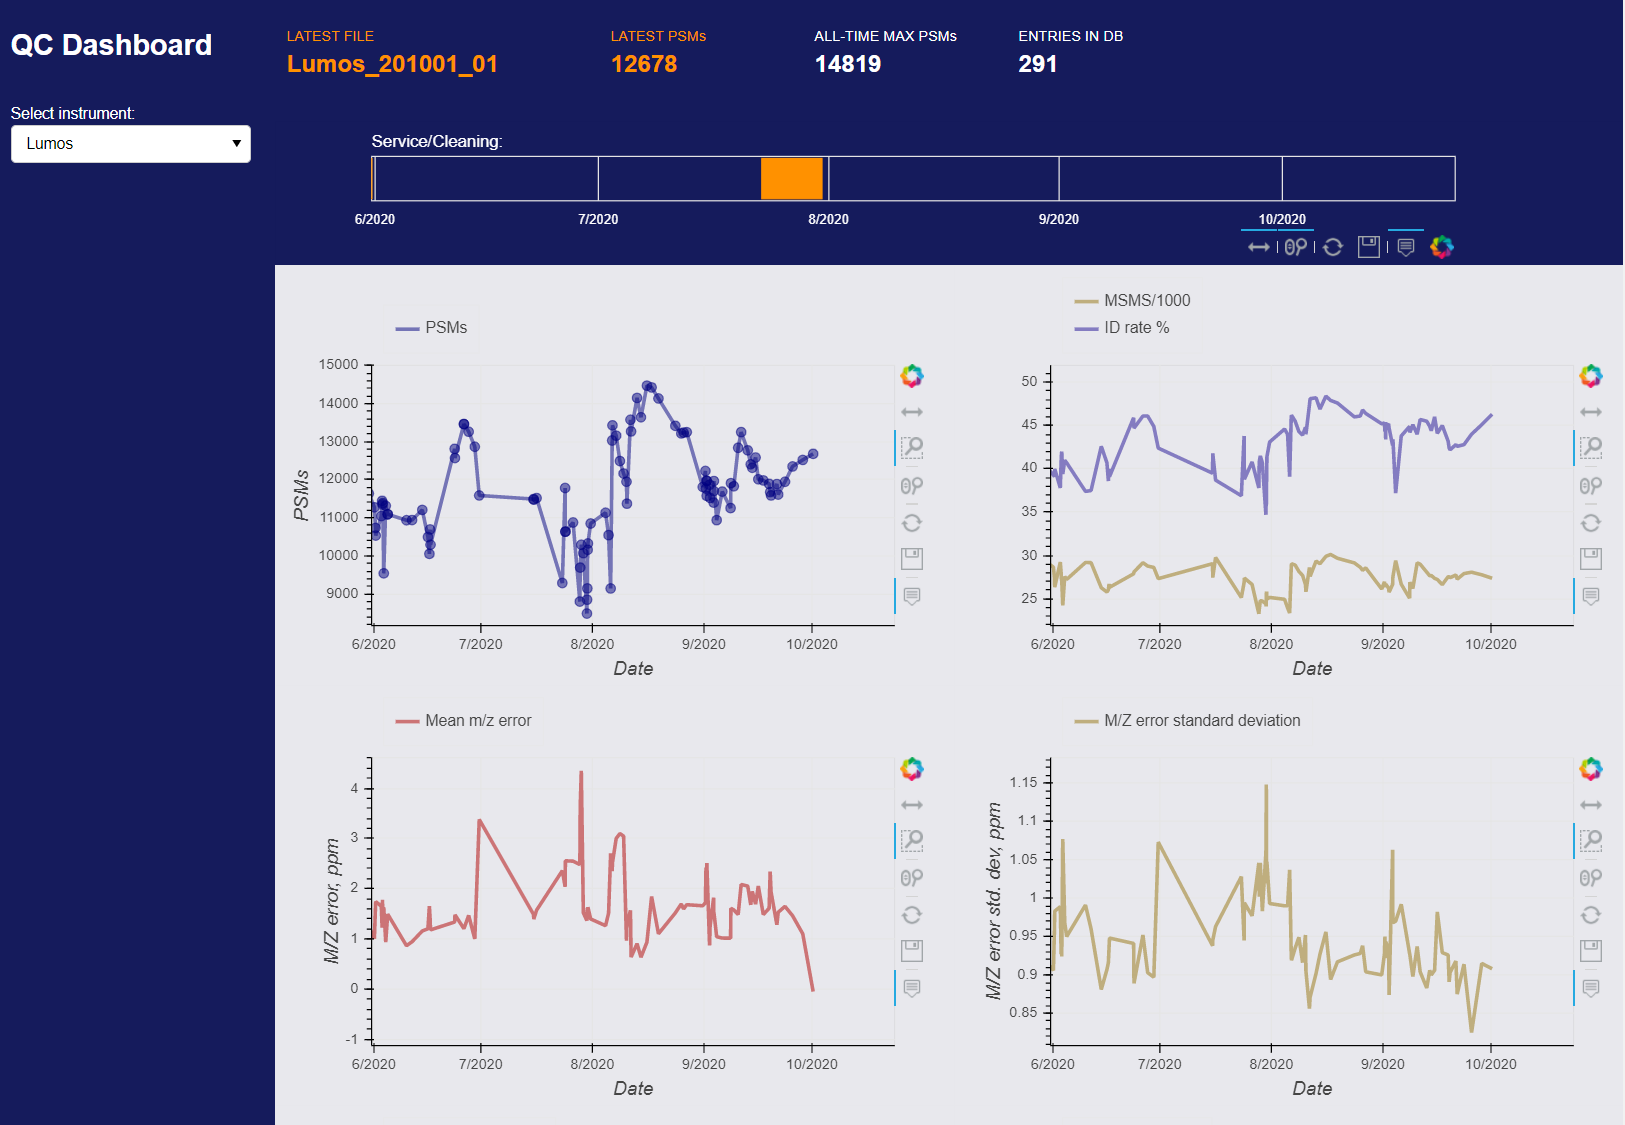 QC Dashboard
LATEST FILE
Lumos_201001_01
LATEST PSMs
12678
ALL-TIME MAX PSMs
14819
ENTRIES IN DB
291
Select instrument:
Lumos
Service/Cleaning:
6/2020 7/2020 8/2020 9/2020 10/2020
PSMs
15000
14000
13000
12000
11000
10000
9000
PSMs
6/2020 7/2020 8/2020 9/2020 10/2020
Date
MSMS/1000
ID rate %
50
45
40
35
30
25
6/2020 7/2020 8/2020 9/2020 10/2020
Date
Mean m/z error
4
3
2
1
0
-1
M/Z error, ppm
6/2020 7/2020 8/2020 9/2020 10/2020
Date
M/Z error standard deviation
1.15
1.1
1.05
1
0.95
0.9
0.85
M/Z error std. dev, ppm
6/2020 7/2020 8/2020 9/2020 10/2020
Date